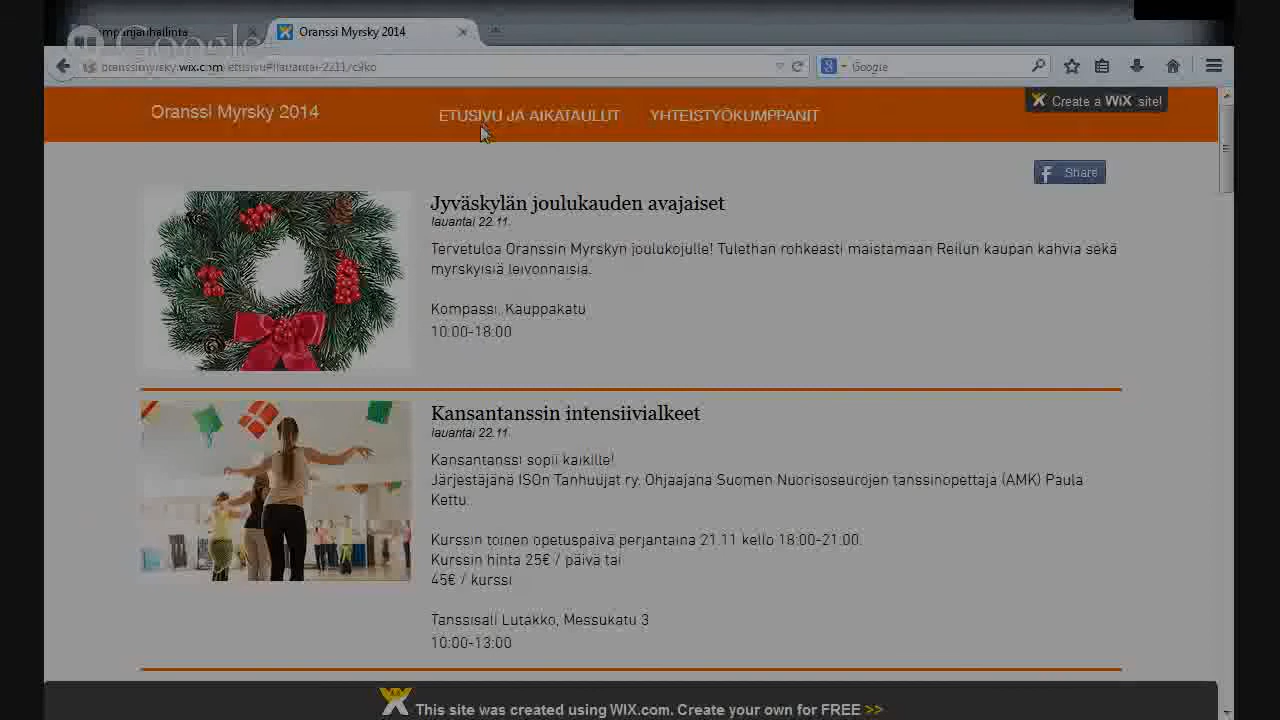 Oranssi Myrsky 2014
Google
Oranssi Myrsky 2014
ETUSIVU JA AIKATAULUT
YHTEISTYÖKUMPPANIT
Create a WiX site!
Share
Jyväskylän joulukauden avajaiset
lauantai 22.11.
Tervetuloa Oranssin Myrskyn joulukojulle! Tulethan rohkeasti maistamaan Reilun kaupan kahvia sekä
myrskyisiä leivonnaisia.
Kompassi, Kauppakatu
10:00-18:00
Kansantanssin intensiivialkeet
lauantai 22.11.
Kansantanssi sopii kaikille!
Järjestäjänä ISOn Tanhuujat ry. Ohjaajana Suomen Nuorisoseurojen tanssinopettaja (AMK) Paula
Kettu.
Kurssin toinen opetuspäivä perjantaina 21.11 kello 18:00-21:00.
Kurssin hinta 25€ / päivä tai
45€ / kurssi
Tanssisali Lutakko, Messukatu 3
10:00-13:00
This site was created using WIX.com. Create your own for FREE >>